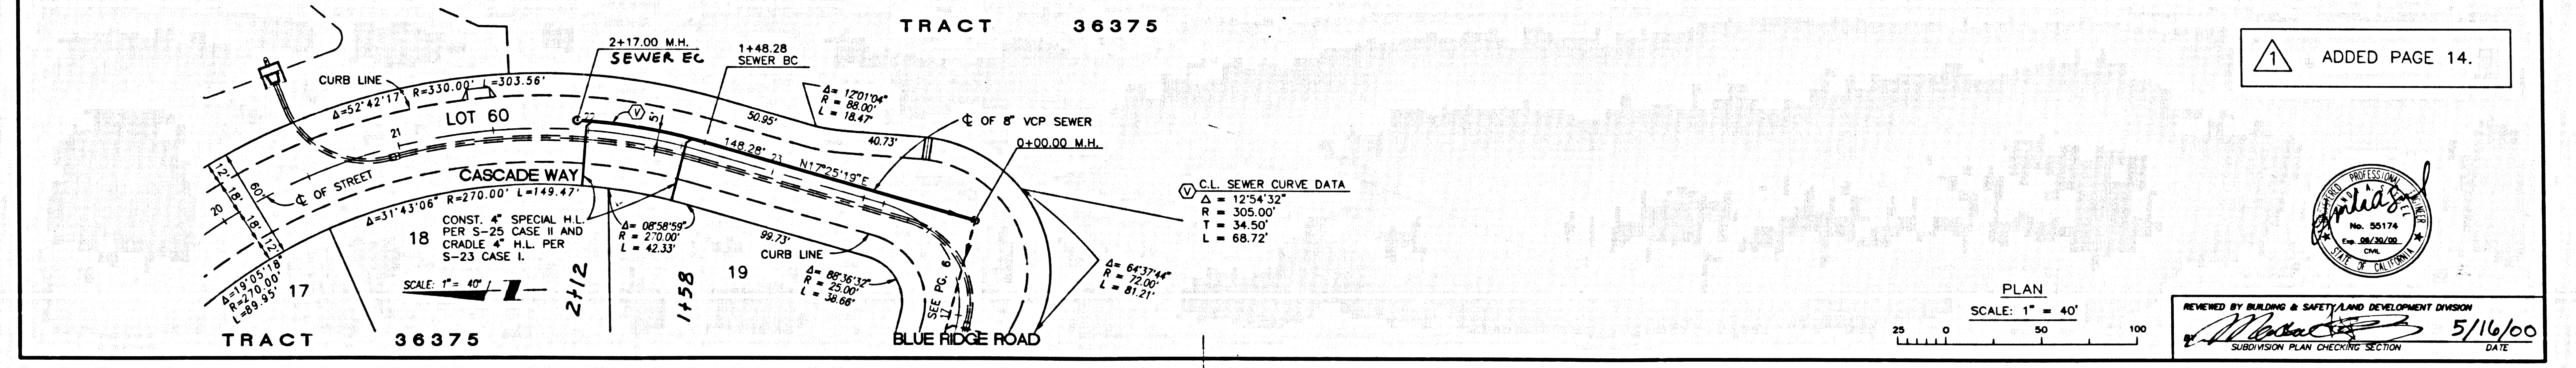 TRACT 36375
2+17.00 M.H.
SEWER EC
1+48.28
SEWER BC
CURB LINE
Δ=52°42'17" R=330.00' L=303.56'
LOT 60
Δ= 12°01'04"
R = 88.00'
L = 18.47'
50.95'
40.73'
℄ OF 8" VCP SEWER
0+00.00 M.H.
V
5'
22
21
148.28'
23
N17°25'19"E
12'
18'
60'
18'
12'
20
℄ OF STREET
CASCADE WAY
Δ=31°43'06" R=270.00' L=149.47'
CONST. 4" SPECIAL H.L.
PER S-25 CASE II AND
CRADLE 4" H.L. PER
S-23 CASE I.
18
Δ= 08°58'59"
R = 270.00'
L = 42.33'
99.73'
CURB LINE
Δ= 88°36'32"
R = 25.00'
L = 38.66'
Δ=19°05'18"
R=270.00'
L=89.95'
17
SCALE: 1" = 40'
2+12
1+58
19
SEE PG. 6
17
TRACT 36375
BLUE RIDGE ROAD
Δ= 64°37'44"
R = 72.00'
L = 81.21'
V C.L. SEWER CURVE DATA
Δ = 12°54'32"
R = 305.00'
T = 34.50'
L = 68.72'
1 ADDED PAGE 14.
REGISTERED PROFESSIONAL ENGINEER
No. 55174
Exp. 06/30/00
CIVIL
STATE OF CALIFORNIA
PLAN
SCALE: 1" = 40'
25 0 50 100
REVIEWED BY BUILDING & SAFETY/LAND DEVELOPMENT DIVISION
BY
5/16/00
SUBDIVISION PLAN CHECKING SECTION DATE